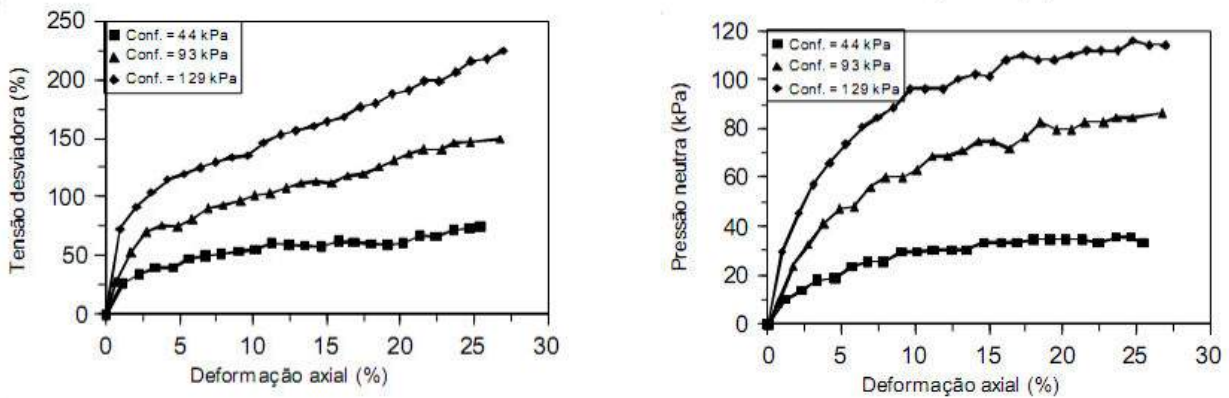 Tensão desviadora (%)
250
200
150
100
50
0
Conf. = 44 kPa
Conf. = 93 kPa
Conf. = 129 kPa
0 5 10 15 20 25 30
Deformação axial (%)
Pressão neutra (kPa)
120
100
80
60
40
20
0
Conf. = 44 kPa
Conf. = 93 kPa
Conf. = 129 kPa
0 5 10 15 20 25 30
Deformação axial (%)